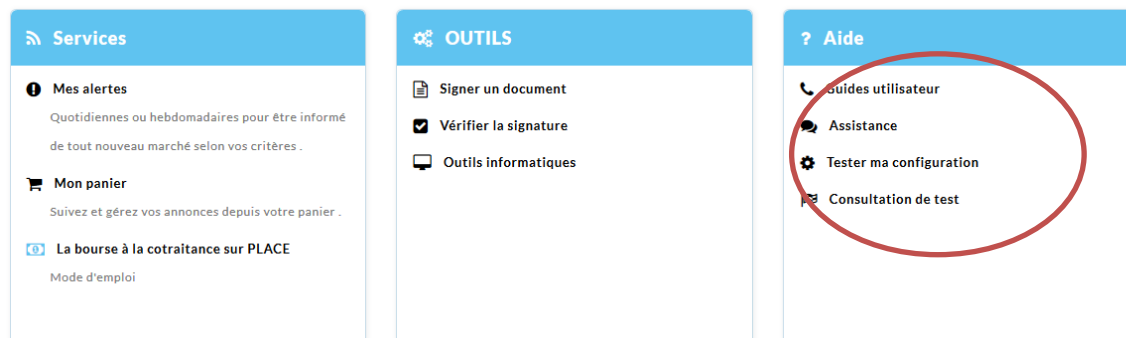 Services
Mes alertes
Quotidiennes ou hebdomadaires pour être informé
de tout nouveau marché selon vos critères .
Mon panier
Suivez et gérez vos annonces depuis votre panier .
La bourse à la cotraitance sur PLACE
Mode d'emploi
OUTILS
Signer un document
Vérifier la signature
Outils informatiques
? Aide
Guides utilisateur
Assistance
Tester ma configuration
Consultation de test